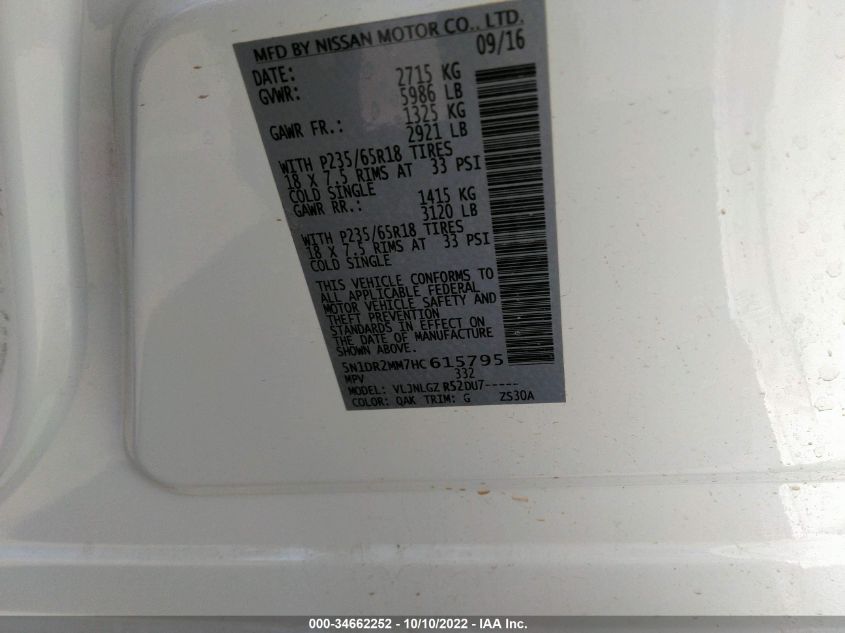 MFD BY NISSAN MOTOR CO., LTD.
DATE: 09/16
GVWR: 2715 KG
5986 LB
GAWR FR.: 1325 KG
2921 LB
WITH P235/65R18 TIRES
18 X 7.5 RIMS AT 33 PSI
COLD SINGLE
GAWR RR.: 1415 KG
3120 LB
WITH P235/65R18 TIRES
18 X 7.5 RIMS AT 33 PSI
COLD SINGLE
THIS VEHICLE CONFORMS TO
ALL APPLICABLE FEDERAL
MOTOR VEHICLE SAFETY AND
THEFT PREVENTION
STANDARDS IN EFFECT ON
THE DATE OF MANUFACTURE
SHOWN ABOVE.
5N1DR2MM7HC615795
MPV 332
MODEL: VLJNLGZ R52DU7-----
COLOR: QAK TRIM: G ZS30A
000-34662252 - 10/10/2022 - IAA Inc.